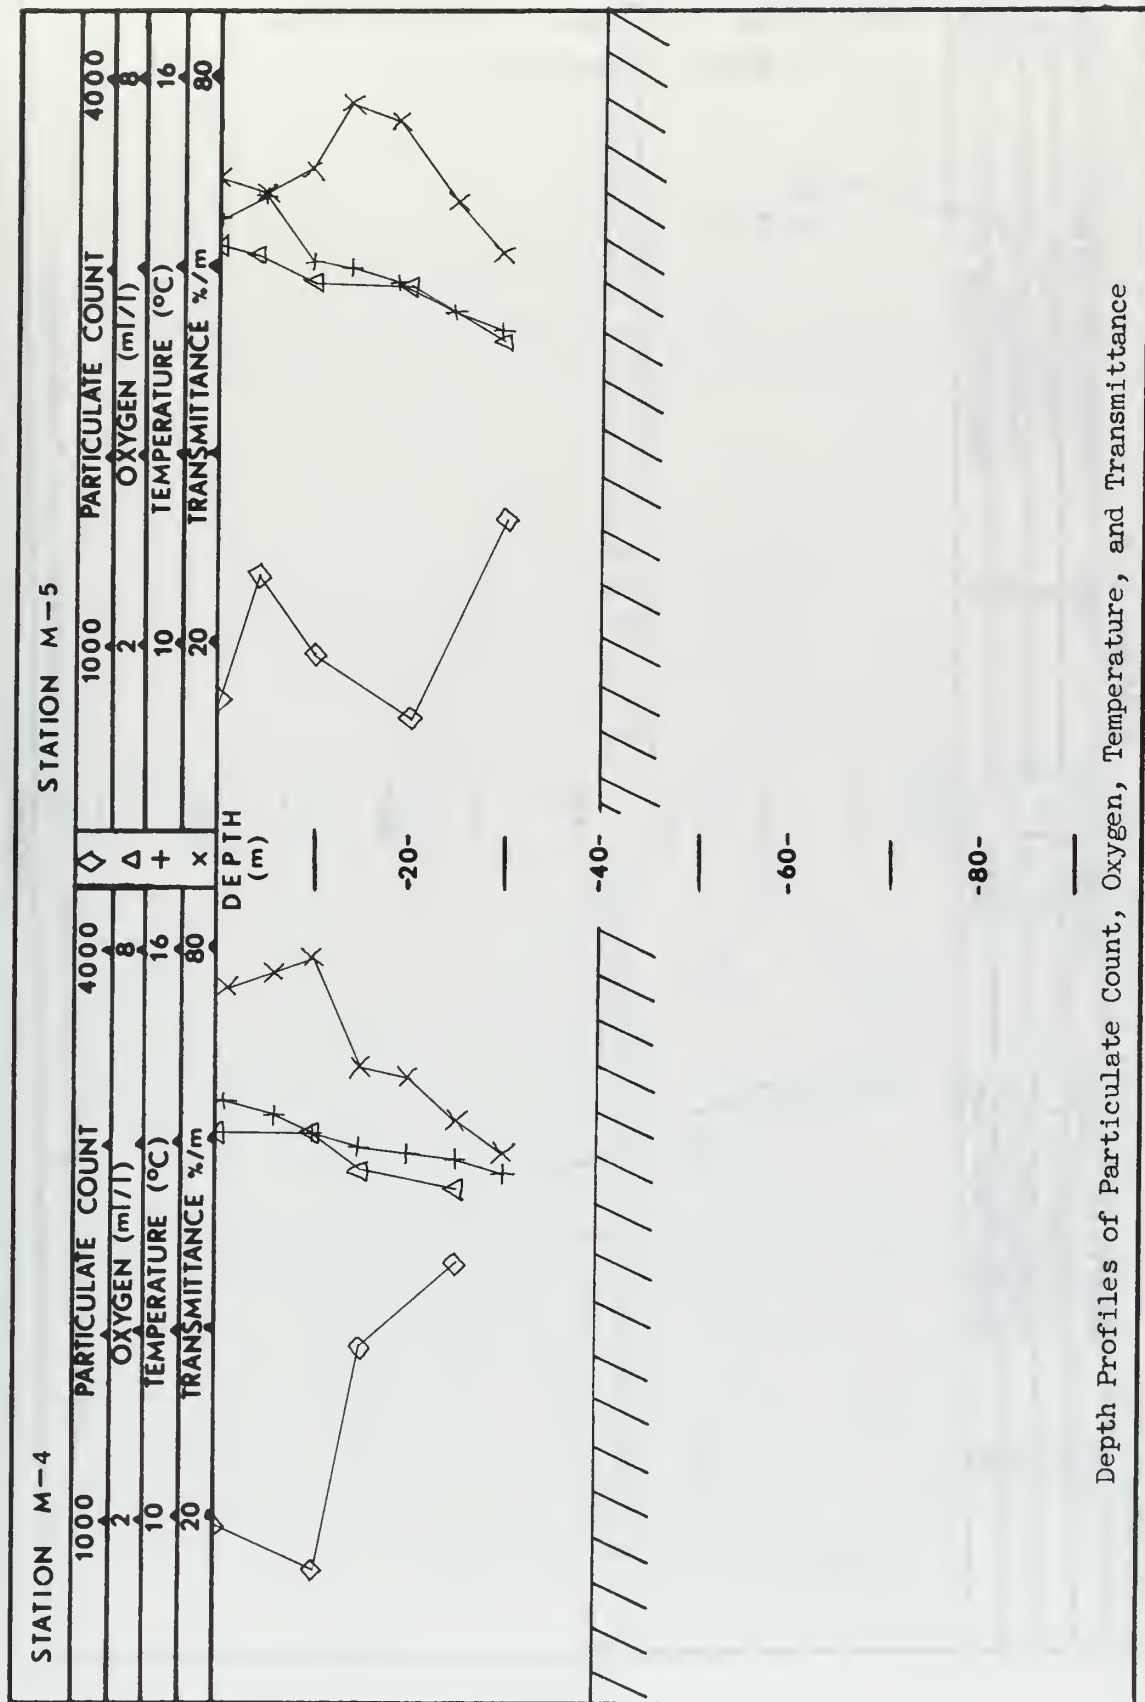 STATION M-4
STATION M-5
1000 PARTICULATE COUNT 4000 ◇ 1000 PARTICULATE COUNT 4000
2 OXYGEN (ml/l) 8 Δ 2 OXYGEN (ml/l) 8
10 TEMPERATURE (°C) 16 + 10 TEMPERATURE (°C) 16
20 TRANSMITTANCE %/m 80 x 20 TRANSMITTANCE %/m 80
DEPTH
(m)
-20-
-40-
-60-
-80-
Depth Profiles of Particulate Count, Oxygen, Temperature, and Transmittance